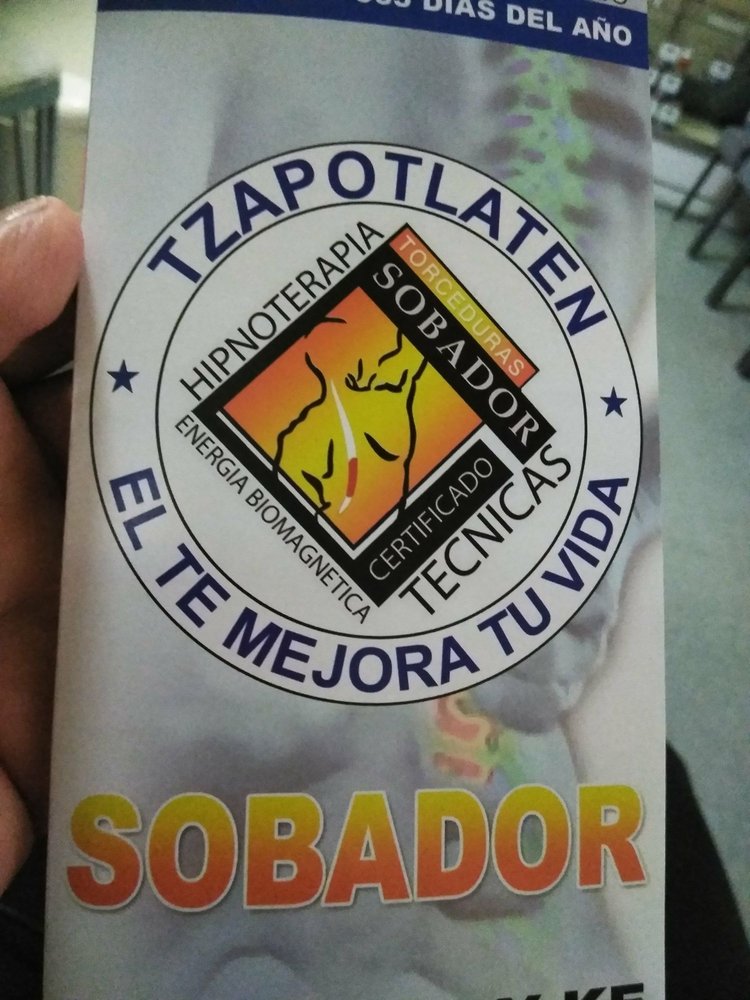 DIAS DEL AÑO
TZAPOTLATEN
HIPNOTERAPIA
TORCEDURAS
SOBADOR
ENERGIA BIOMAGNETICA
CERTIFICADO
TECNICAS
EL TE MEJORA TU VIDA
SOBADOR